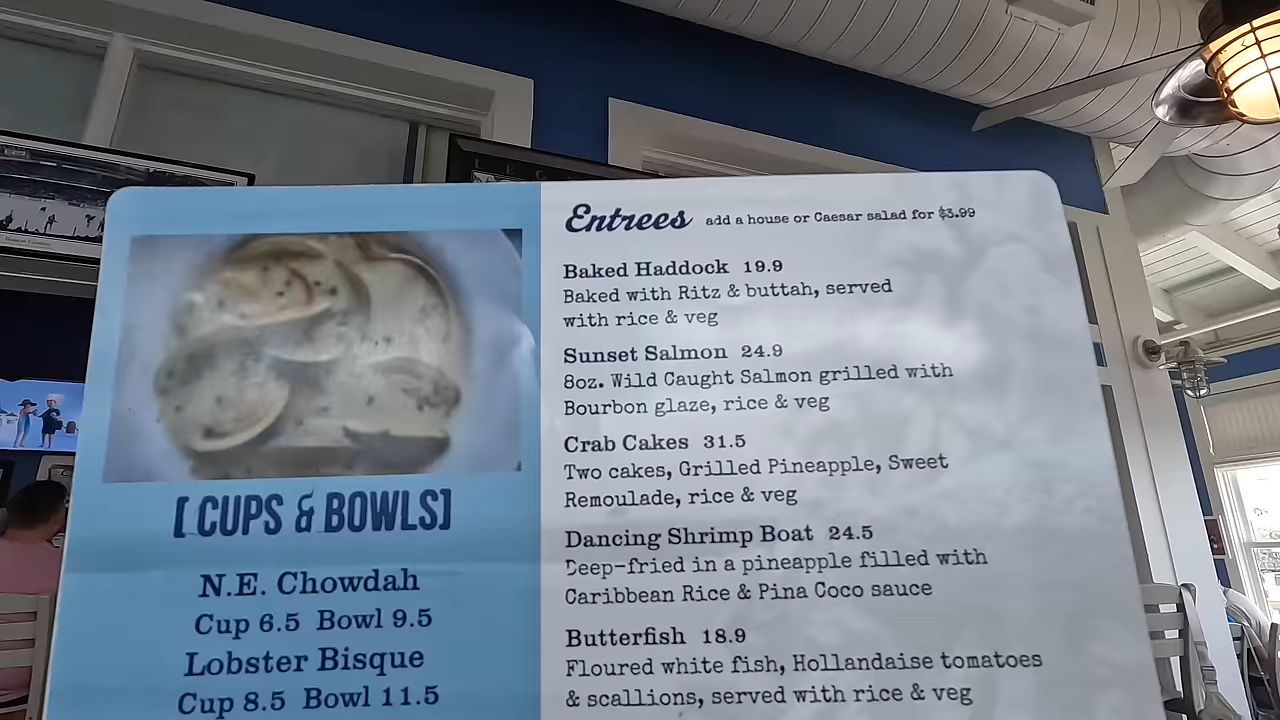 [ CUPS & BOWLS]
N.E. Chowdah
Cup 6.5 Bowl 9.5
Lobster Bisque
Cup 8.5 Bowl 11.5
Entrees add a house or Caesar salad for $3.99
Baked Haddock 19.9
Baked with Ritz & buttah, served
with rice & veg
Sunset Salmon 24.9
8oz. Wild Caught Salmon grilled with
Bourbon glaze, rice & veg
Crab Cakes 31.5
Two cakes, Grilled Pineapple, Sweet
Remoulade, rice & veg
Dancing Shrimp Boat 24.5
Deep-fried in a pineapple filled with
Caribbean Rice & Pina Coco sauce
Butterfish 18.9
Floured white fish, Hollandaise tomatoes
& scallions, served with rice & veg